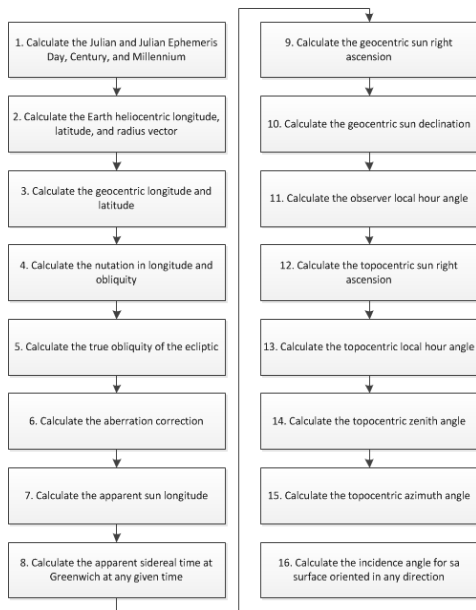 1. Calculate the Julian and Julian Ephemeris
Day, Century, and Millennium
2. Calculate the Earth heliocentric longitude,
latitude, and radius vector
3. Calculate the geocentric longitude and
latitude
4. Calculate the nutation in longitude and
obliquity
5. Calculate the true obliquity of the ecliptic
6. Calculate the aberration correction
7. Calculate the apparent sun longitude
8. Calculate the apparent sidereal time at
Greenwich at any given time
9. Calculate the geocentric sun right
ascension
10. Calculate the geocentric sun declination
11. Calculate the observer local hour angle
12. Calculate the topocentric sun right
ascension
13. Calculate the topocentric local hour angle
14. Calculate the topocentric zenith angle
15. Calculate the topocentric azimuth angle
16. Calculate the incidence angle for sa
surface oriented in any direction